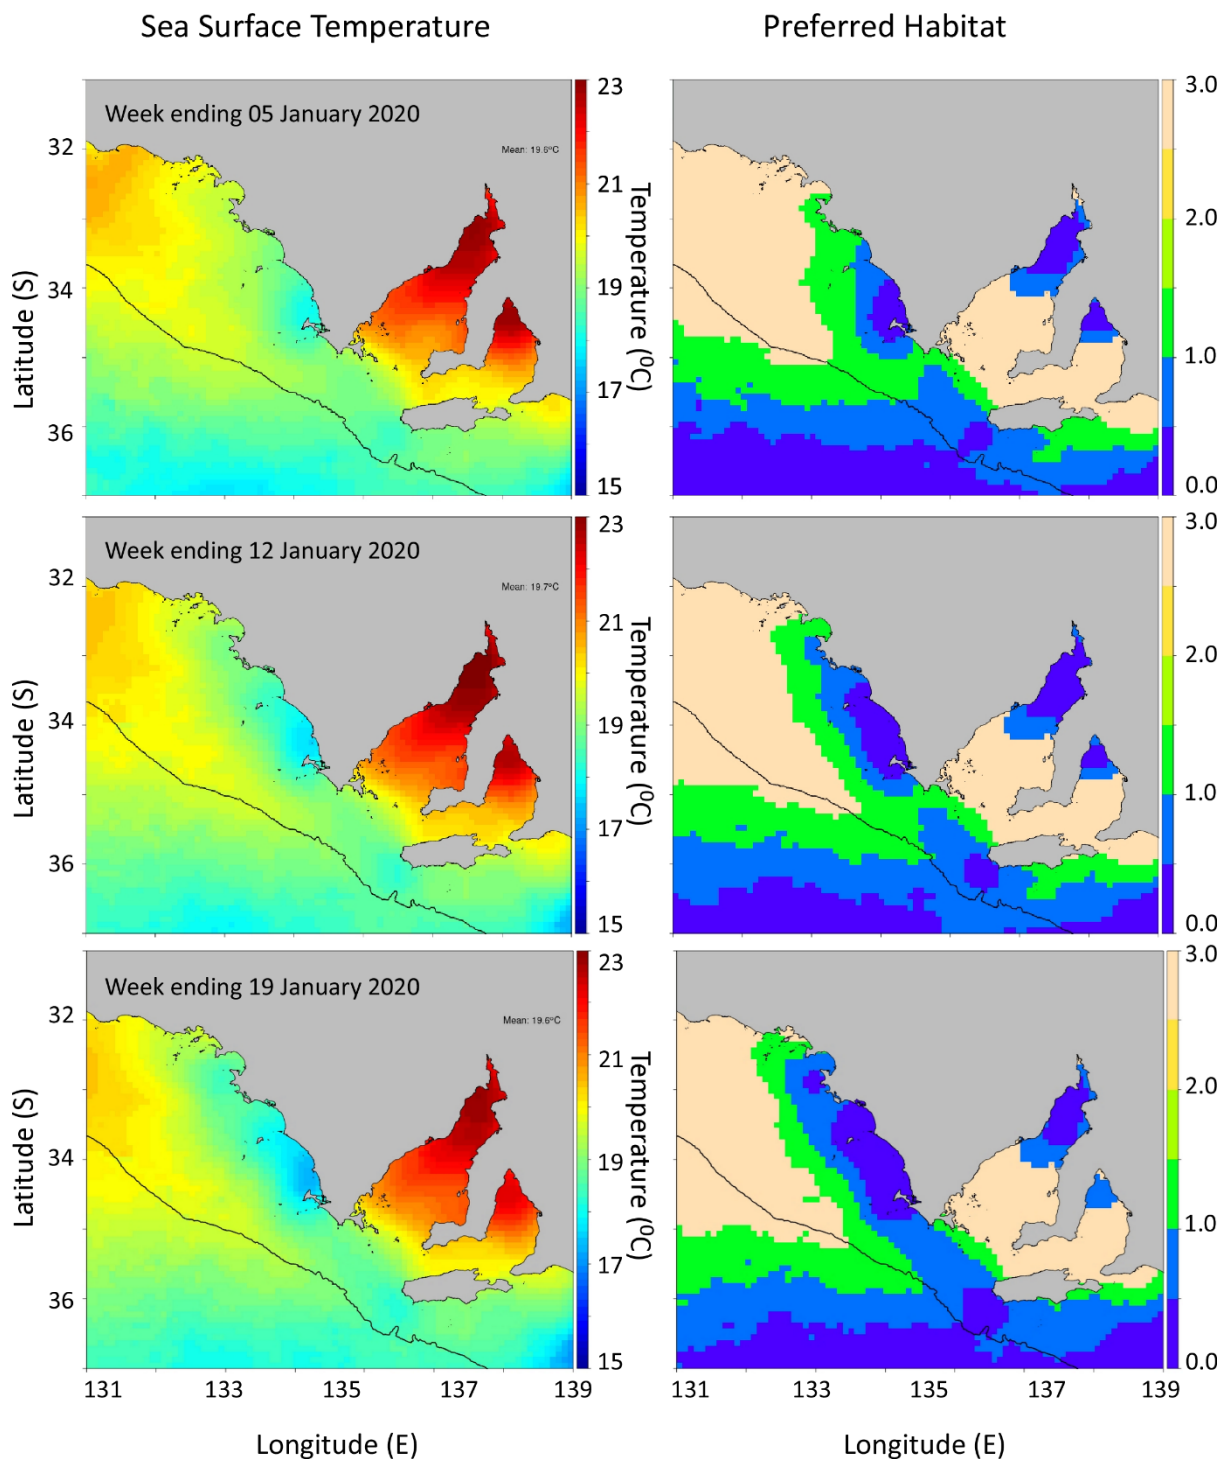 Sea Surface Temperature
Preferred Habitat
Week ending 05 January 2020
Mean: 19.6°C
32
34
36
Latitude (S)
23
21
19
17
15
Temperature (⁰C)
3.0
2.0
1.0
0.0
Week ending 12 January 2020
Mean: 19.7°C
32
34
36
Latitude (S)
23
21
19
17
15
Temperature (⁰C)
3.0
2.0
1.0
0.0
Week ending 19 January 2020
Mean: 19.6°C
32
34
36
Latitude (S)
23
21
19
17
15
Temperature (⁰C)
3.0
2.0
1.0
0.0
131 133 135 137 139
131 133 135 137 139
Longitude (E)
Longitude (E)